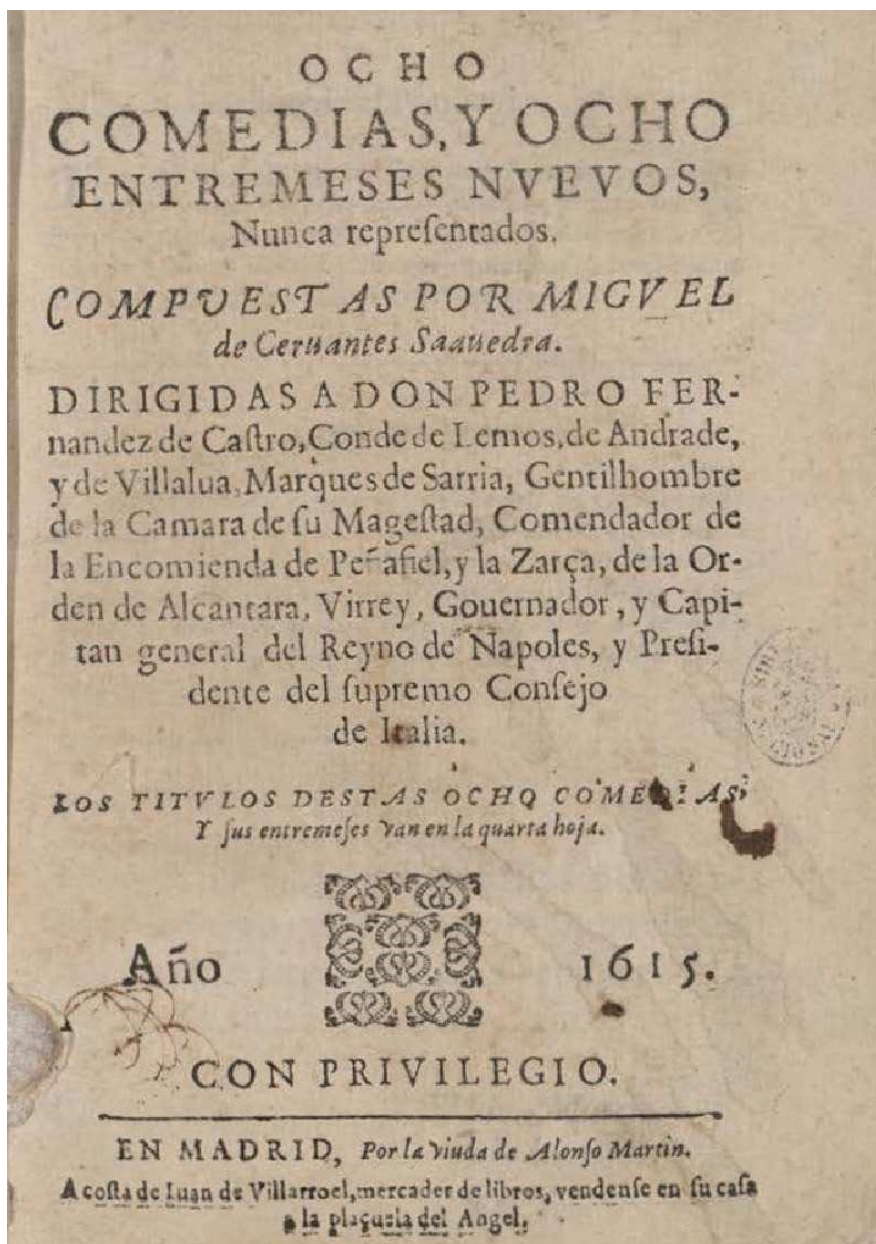 OCHO
COMEDIAS, Y OCHO
ENTREMESES NVEVOS,
Nunca repreſentados.
COMPVESTAS POR MIGVEL
de Ceruantes Saauedra.
DIRIGIDAS A DON PEDRO FER-
nandez de Caſtro, Conde de Lemos, de Andrade,
y de Villalua, Marques de Sarria, Gentilhombre
de la Camara de ſu Mageſtad, Comendador de
la Encomienda de Peñafiel, y la Zarça, de la Or-
den de Alcantara, Virrey, Gouernador, y Capi-
tan general del Reyno de Napoles, y Preſi-
dente del ſupremo Conſejo
de Italia.
LOS TITVLOS DESTAS OCHO COMEDIAS,
Y ſus entremeſes van en la quarta hoja.
Año 1615.
CON PRIVILEGIO.
EN MADRID, Por la viuda de Alonſo Martin.
A coſta de Iuan de Villarroel, mercader de libros, vendenſe en ſu caſa
a la plaçuela del Angel.